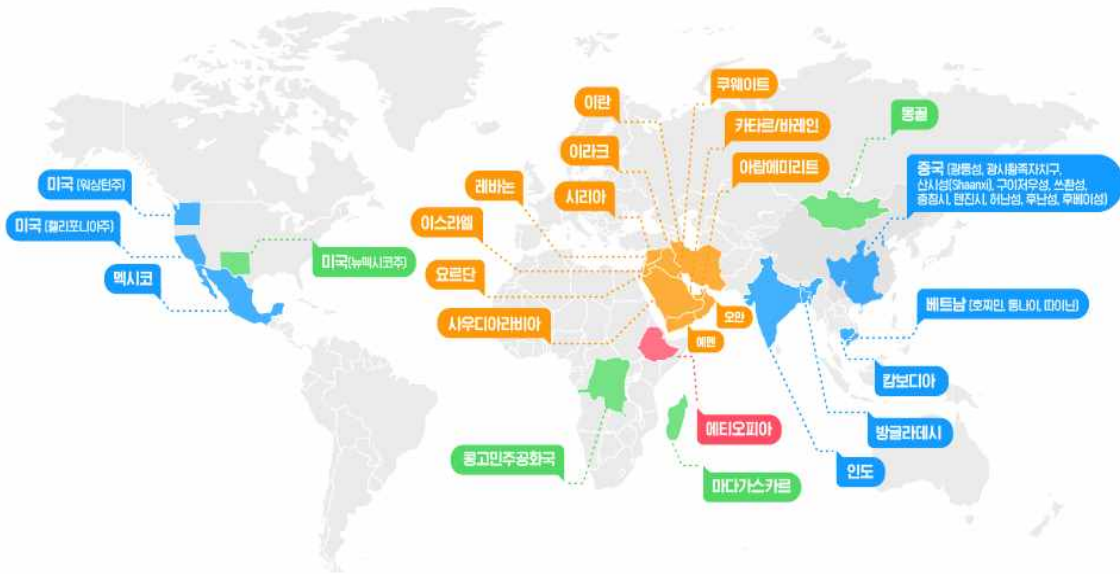 쿠웨이트
이란
카타르/바레인
몽골
이라크
아랍에미리트
중국 (광동성, 광시좡족자치구,
산시성(Shaanxi), 구이저우성, 쓰촨성,
충칭시, 톈진시, 허난성, 후난성, 후베이성)
레바논
시리아
미국 (워싱턴주)
이스라엘
미국 (캘리포니아주)
미국(뉴멕시코주)
멕시코
요르단
사우디아라비아
오만
예멘
베트남 (호찌민, 동나이, 따이닌)
캄보디아
에티오피아
방글라데시
콩고민주공화국
인도
마다가스카르